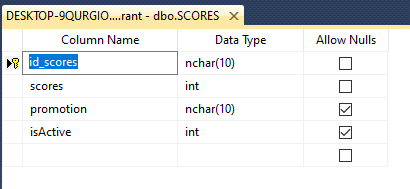 DESKTOP-9QURGIO....rant - dbo.SCORES
Column Name Data Type Allow Nulls
id_scores nchar(10)
scores int
promotion nchar(10)
isActive int